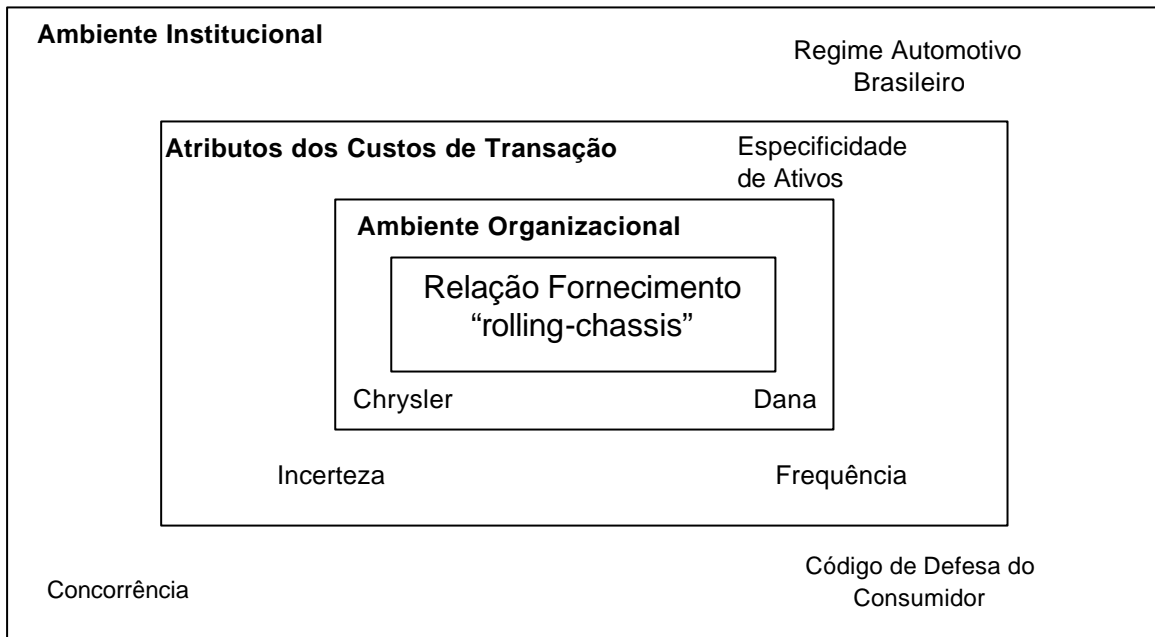 Ambiente Institucional
Regime Automotivo
Brasileiro
Atributos dos Custos de Transação
Especificidade
de Ativos
Ambiente Organizacional
Relação Fornecimento
“rolling-chassis”
Chrysler
Dana
Incerteza
Frequência
Concorrência
Código de Defesa do
Consumidor